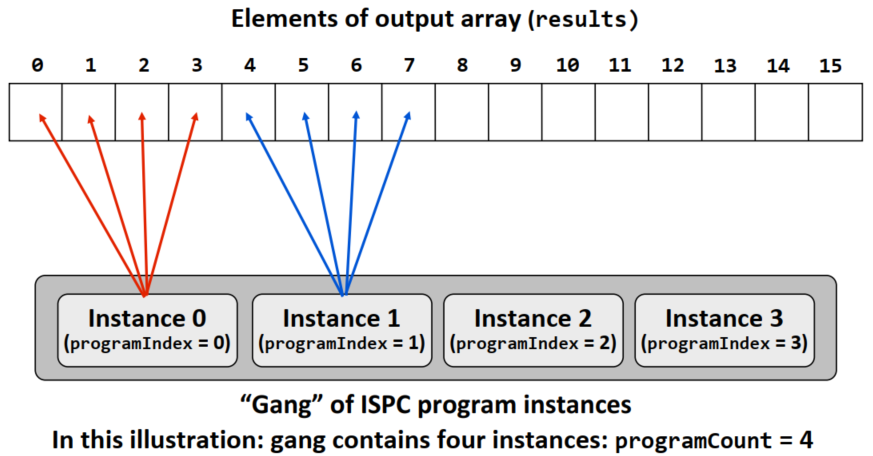 Elements of output array (results)
0 1 2 3 4 5 6 7 8 9 10 11 12 13 14 15
Instance 0 Instance 1 Instance 2 Instance 3
(programIndex = 0) (programIndex = 1) (programIndex = 2) (programIndex = 3)
“Gang” of ISPC program instances
In this illustration: gang contains four instances: programCount = 4